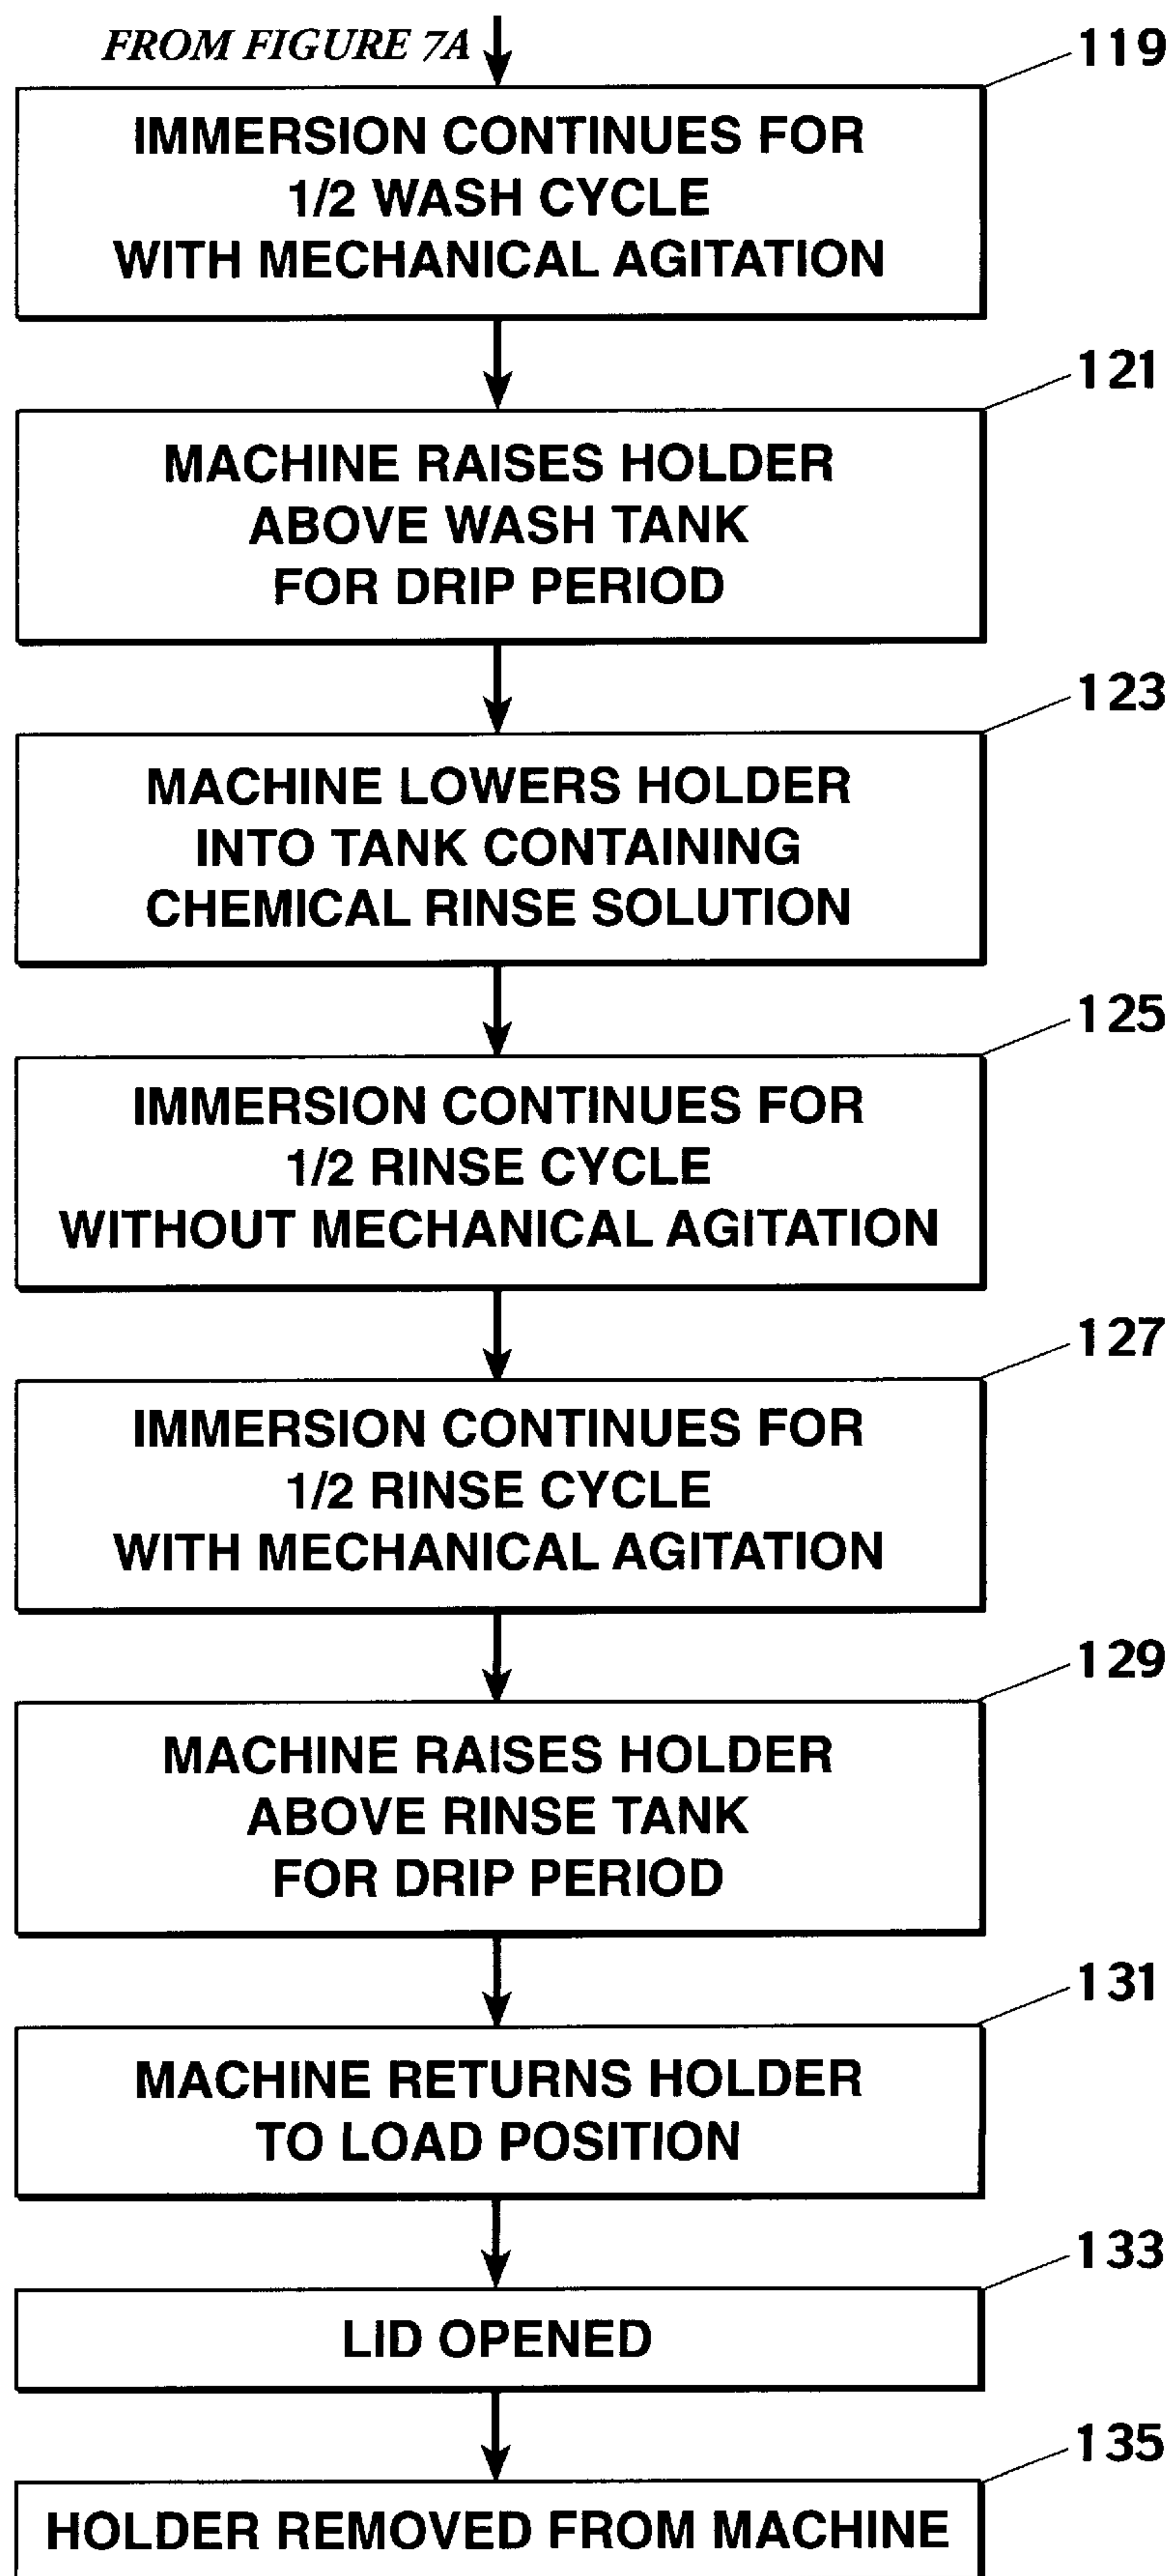 FROM FIGURE 7A
119
IMMERSION CONTINUES FOR
1/2 WASH CYCLE
WITH MECHANICAL AGITATION
121
MACHINE RAISES HOLDER
ABOVE WASH TANK
FOR DRIP PERIOD
123
MACHINE LOWERS HOLDER
INTO TANK CONTAINING
CHEMICAL RINSE SOLUTION
125
IMMERSION CONTINUES FOR
1/2 RINSE CYCLE
WITHOUT MECHANICAL AGITATION
127
IMMERSION CONTINUES FOR
1/2 RINSE CYCLE
WITH MECHANICAL AGITATION
129
MACHINE RAISES HOLDER
ABOVE RINSE TANK
FOR DRIP PERIOD
131
MACHINE RETURNS HOLDER
TO LOAD POSITION
133
LID OPENED
135
HOLDER REMOVED FROM MACHINE